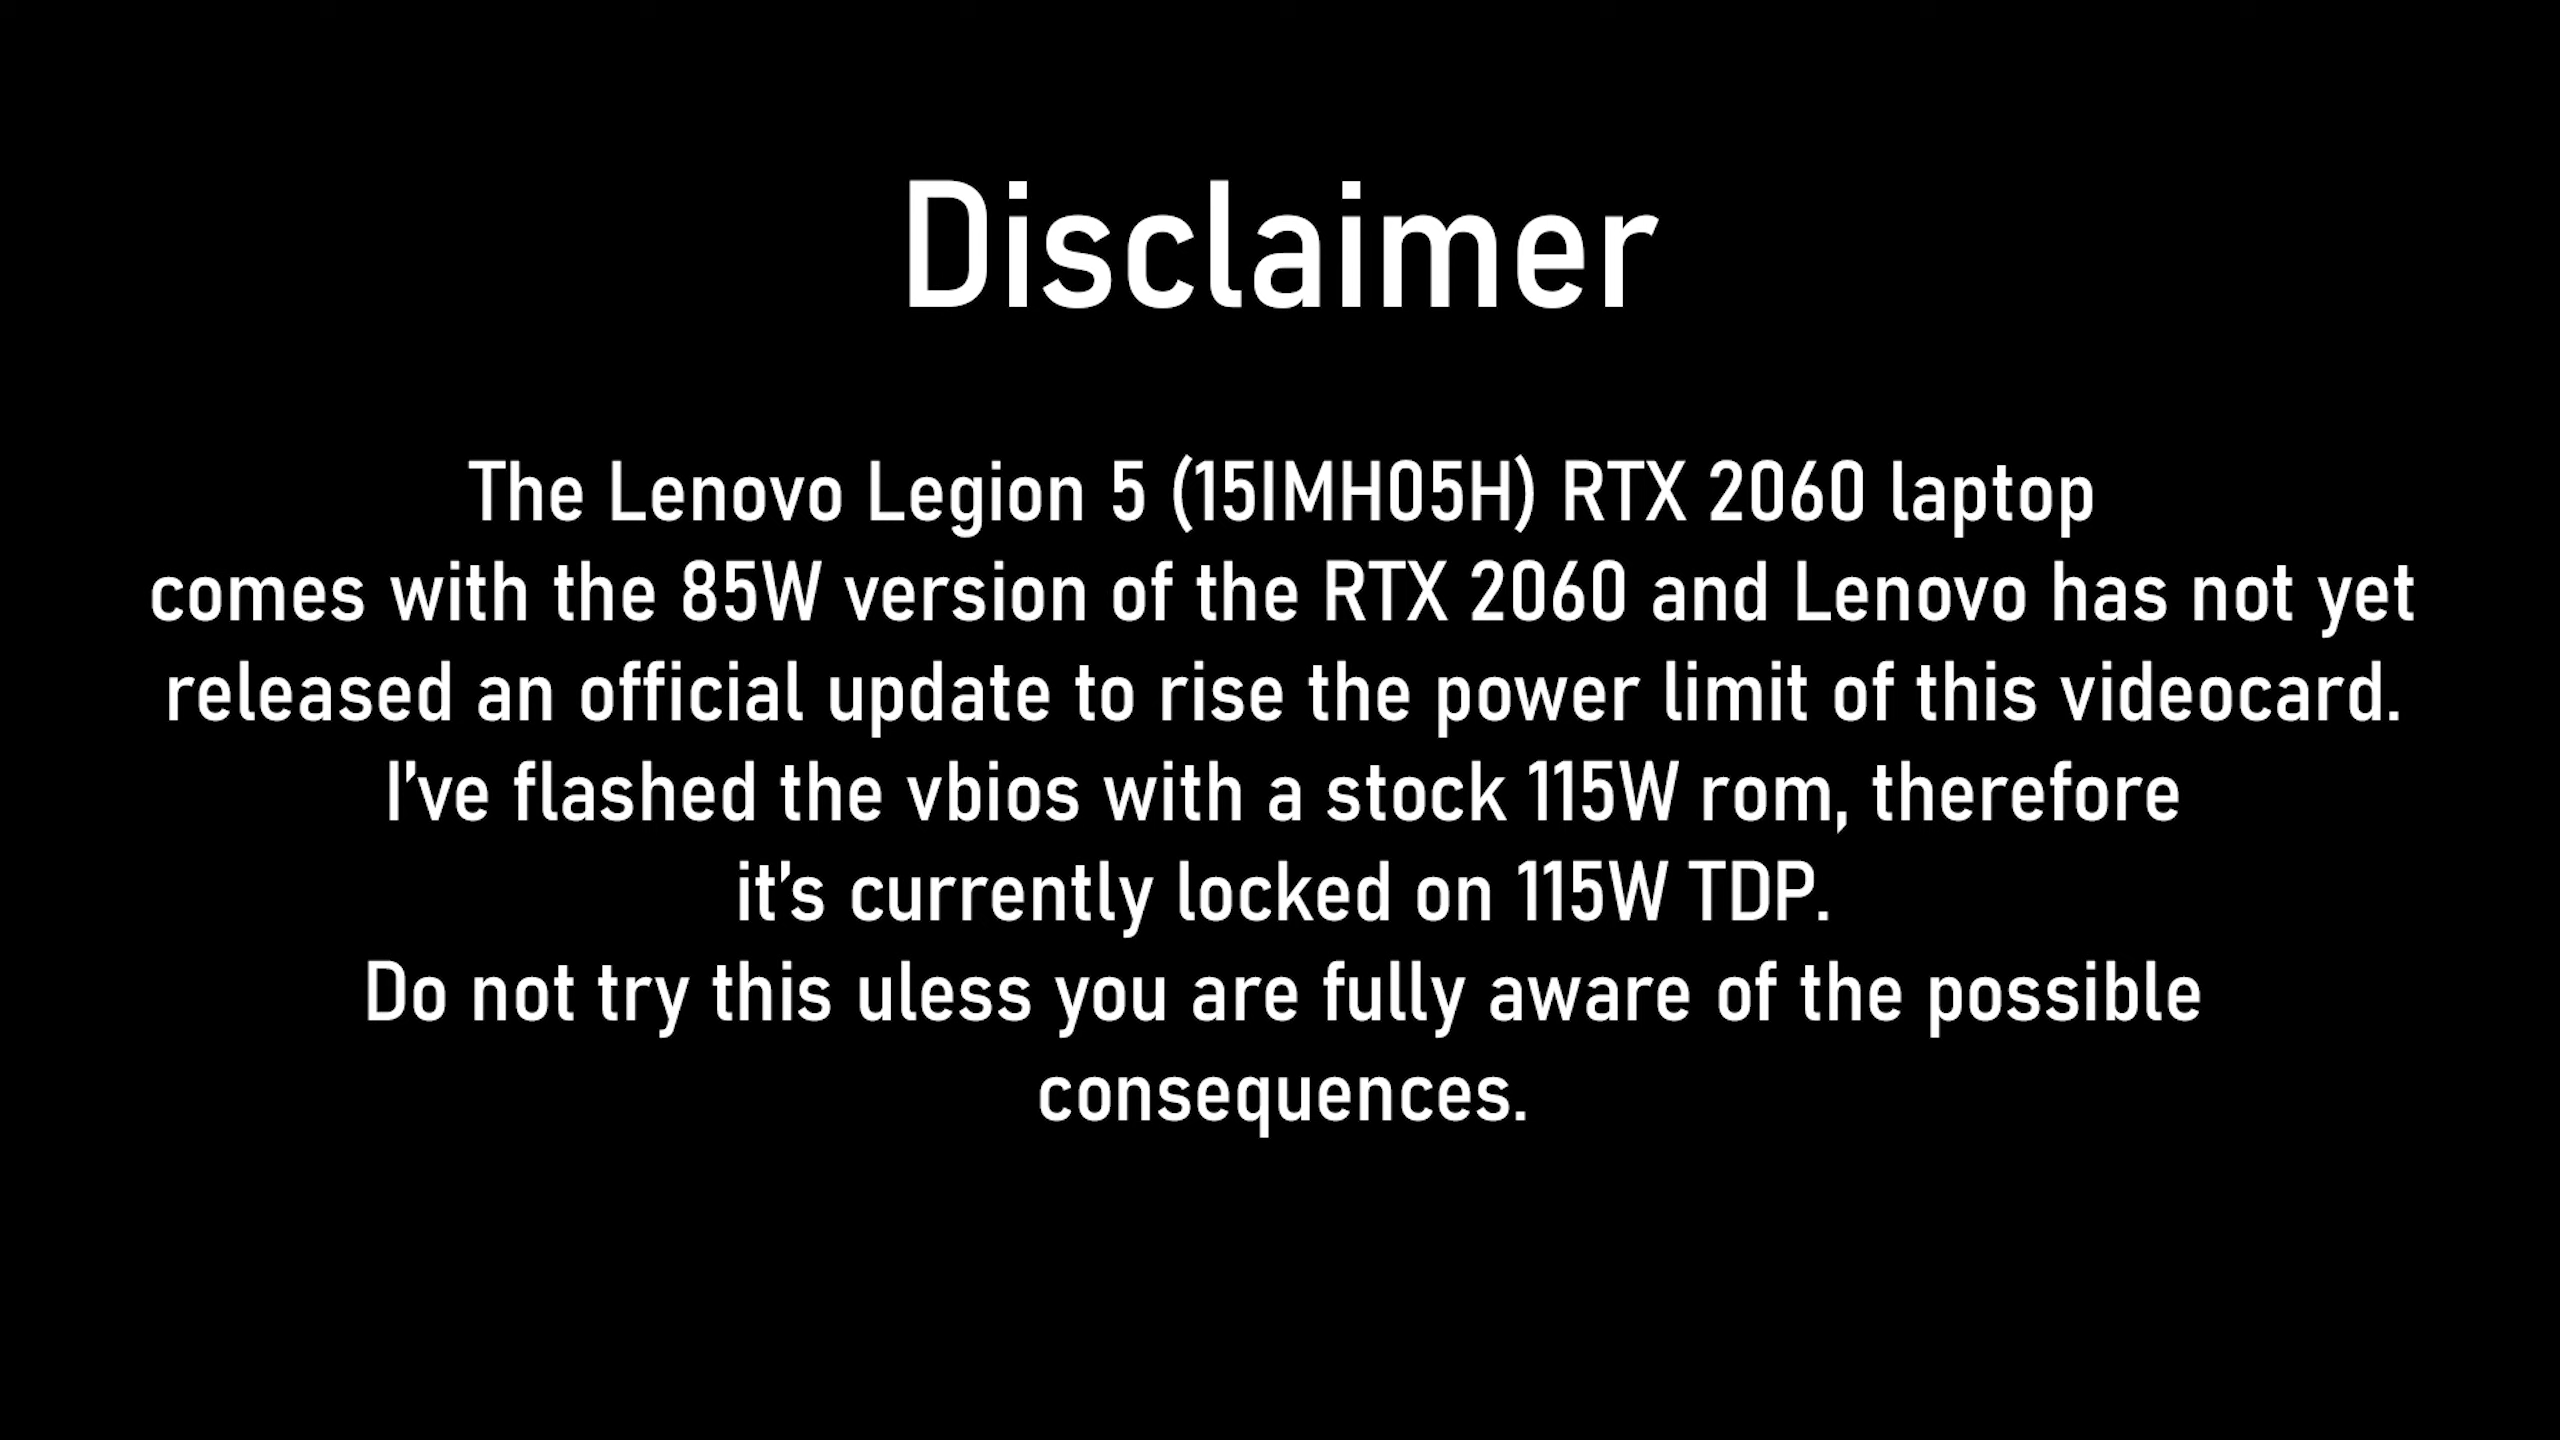 Disclaimer
The Lenovo Legion 5 (15IMH05H) RTX 2060 laptop
comes with the 85W version of the RTX 2060 and Lenovo has not yet
released an official update to rise the power limit of this videocard.
I've flashed the vbios with a stock 115W rom, therefore
it's currently locked on 115W TDP.
Do not try this uless you are fully aware of the possible
consequences.